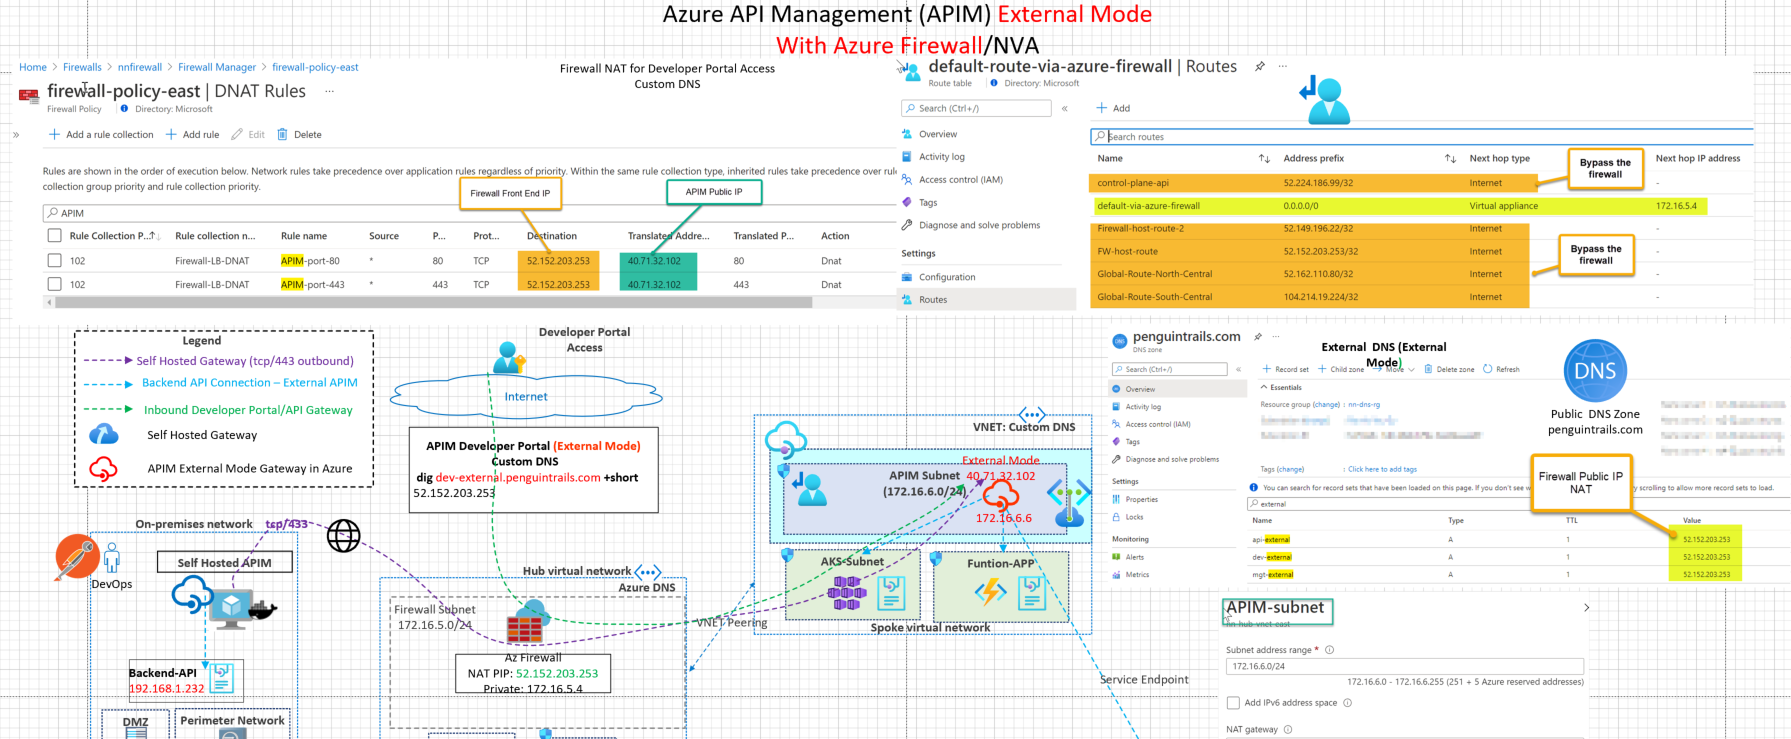 Azure API Management (APIM) External Mode
With Azure Firewall/NVA
Home > Firewalls > nnfirewall > Firewall Manager > firewall-policy-east
firewall-policy-east | DNAT Rules ...
Firewall Policy Directory: Microsoft
Firewall NAT for Developer Portal Access
Custom DNS
» + Add a rule collection + Add rule Edit Delete
Rules are shown in the order of execution below. Network rules take precedence over application rules regardless of priority. Within the same rule collection type, inherited rules take precedence over rul
collection group priority and rule collection priority.
Firewall Front End IP
APIM Public IP
APIM
Rule Collection P...↑↓ Rule collection n... Rule name Source P... Prot... Destination Translated Addre... Translated P... Action
102 Firewall-LB-DNAT APIM-port-80 * 80 TCP 52.152.203.253 40.71.32.102 80 Dnat
102 Firewall-LB-DNAT APIM-port-443 * 443 TCP 52.152.203.253 40.71.32.102 443 Dnat
default-route-via-azure-firewall | Routes ...
Route table Directory: Microsoft
Search (Ctrl+/) «
Overview
Activity log
Access control (IAM)
Tags
Diagnose and solve problems
Settings
Configuration
Routes
+ Add
Search routes
Name ↑↓ Address prefix ↑↓ Next hop type Next hop IP address
Bypass the
firewall
control-plane-api 52.224.186.99/32 Internet -
default-via-azure-firewall 0.0.0.0/0 Virtual appliance 172.16.5.4
Firewall-host-route-2 52.149.196.22/32 Internet -
FW-host-route 52.152.203.253/32 Internet -
Global-Route-North-Central 52.162.110.80/32 Internet -
Global-Route-South-Central 104.214.19.224/32 Internet -
Bypass the
firewall
Legend
Self Hosted Gateway (tcp/443 outbound)
Backend API Connection – External APIM
Inbound Developer Portal/API Gateway
Self Hosted Gateway
APIM External Mode Gateway in Azure
Developer Portal
Access
Internet
APIM Developer Portal (External Mode)
Custom DNS
dig dev-external.penguintrails.com +short
52.152.203.253
On-premises network tcp/433
DevOps
Self Hosted APIM
Backend-API
192.168.1.232
DMZ
Perimeter Network
Hub virtual network
Azure DNS
Firewall Subnet
172.16.5.0/24
Az Firewall
NAT PIP: 52.152.203.253
Private: 172.16.5.4
VNET Peering
VNET: Custom DNS
External Mode
APIM Subnet 40.71.32.102
(172.16.6.0/24)
172.16.6.6
AKS-Subnet
Funtion-APP
Spoke virtual network
Service Endpoint
penguintrails.com ...
DNS zone
Search (Ctrl+/) «
Overview
Activity log
Access control (IAM)
Tags
Diagnose and solve problems
Settings
Properties
Locks
Monitoring
Alerts
Metrics
External DNS (External
Mode)
+ Record set + Child zone → Move Delete zone Refresh
Essentials
Resource group (change) : nn-dns-rg
Tags (change) : Click here to add tags
DNS
Public DNS Zone
penguintrails.com
Firewall Public IP
NAT
You can search for record sets that have been loaded on this page. If you don't see w
y scrolling to allow more record sets to load.
external
Name Type TTL Value
api-external A 1 52.152.203.253
dev-external A 1 52.152.203.253
mgt-external A 1 52.152.203.253
APIM-subnet
nn-hub-vnet-east
Subnet address range *
172.16.6.0/24
172.16.6.0 - 172.16.6.255 (251 + 5 Azure reserved addresses)
Add IPv6 address space
NAT gateway